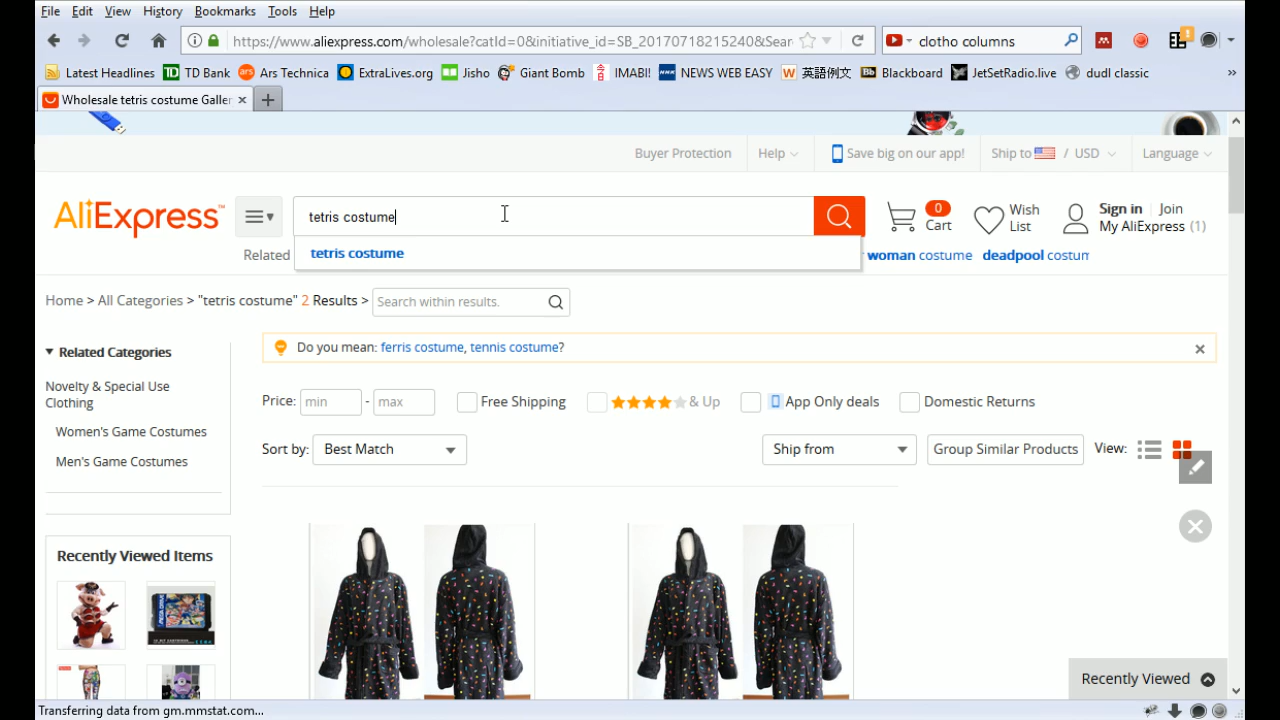 File Edit View History Bookmarks Tools Help
https://www.aliexpress.com/wholesale?catId=0&initiative_id=SB_20170718215240&Sear
clotho columns
1
Latest Headlines TD TD Bank ars Ars Technica ExtraLives.org Jisho Giant Bomb IMABI! NHK NEWS WEB EASY W 英語例文 Bb Blackboard JetSetRadio.live dudl classic »
Wholesale tetris costume Galler
Buyer Protection Help Save big on our app! Ship to / USD Language
AliExpress™
tetris costume
0
Cart
Wish
List
Sign in Join
My AliExpress (1)
Related
tetris costume
woman costume deadpool costum
Home > All Categories > "tetris costume" 2 Results > Search within results.
Do you mean: ferris costume, tennis costume?
Related Categories
Novelty & Special Use
Clothing
Women's Game Costumes
Men's Game Costumes
Price: min - max Free Shipping & Up App Only deals Domestic Returns
Sort by: Best Match Ship from Group Similar Products View:
Recently Viewed Items
Recently Viewed
Transferring data from gm.mmstat.com...